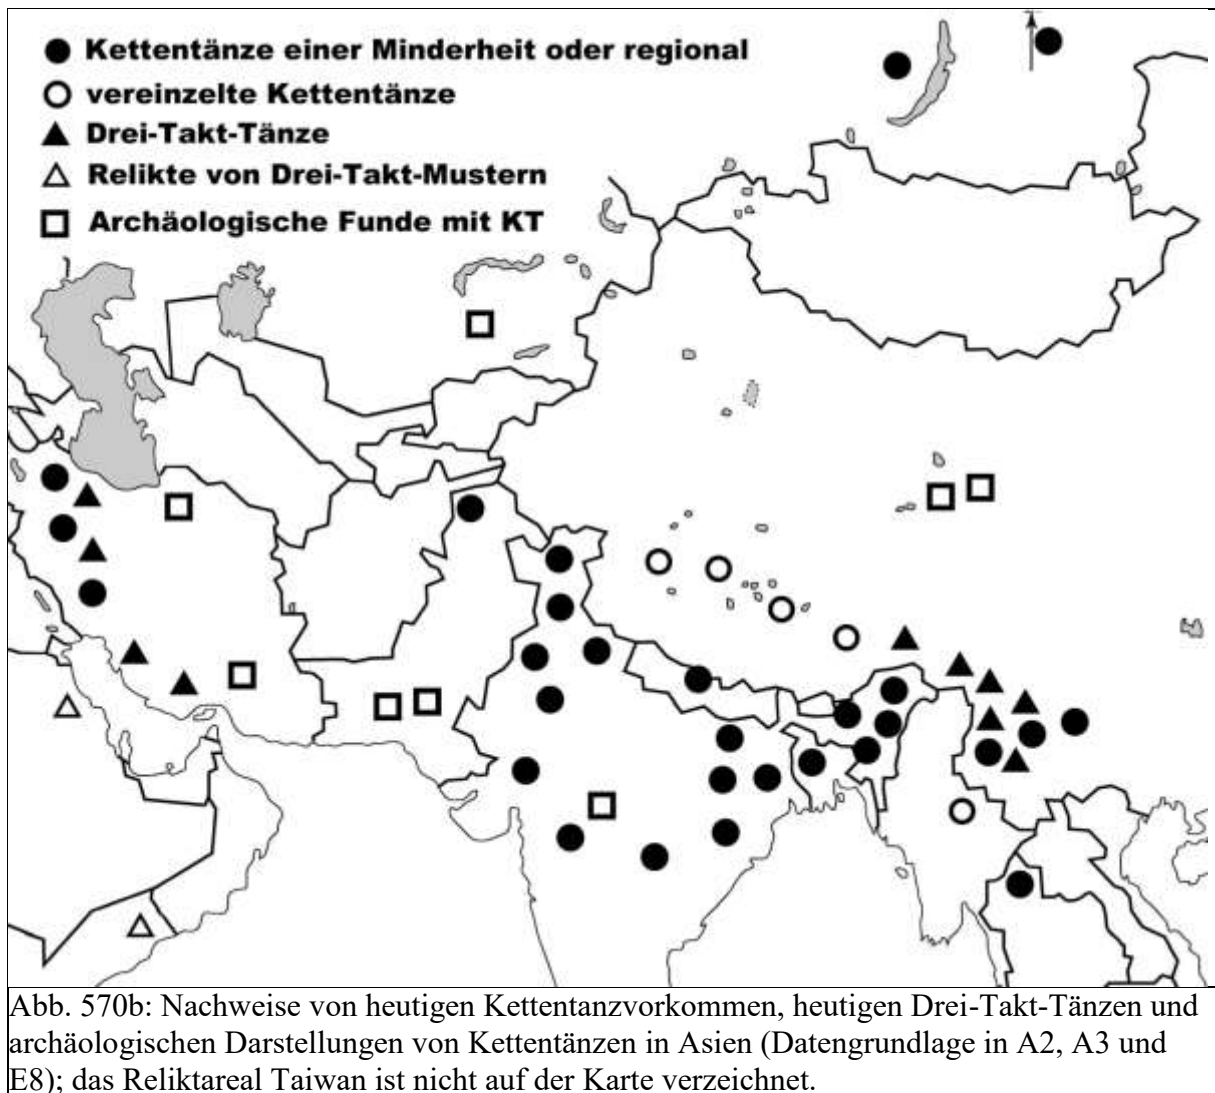 Kettentänze einer Minderheit oder regional
vereinzelte Kettentänze
Drei-Takt-Tänze
Relikte von Drei-Takt-Mustern
Archäologische Funde mit KT
Abb. 570b: Nachweise von heutigen Kettentanzvorkommen, heutigen Drei-Takt-Tänzen und
archäologischen Darstellungen von Kettentänzen in Asien (Datengrundlage in A2, A3 und
E8); das Reliktareal Taiwan ist nicht auf der Karte verzeichnet.